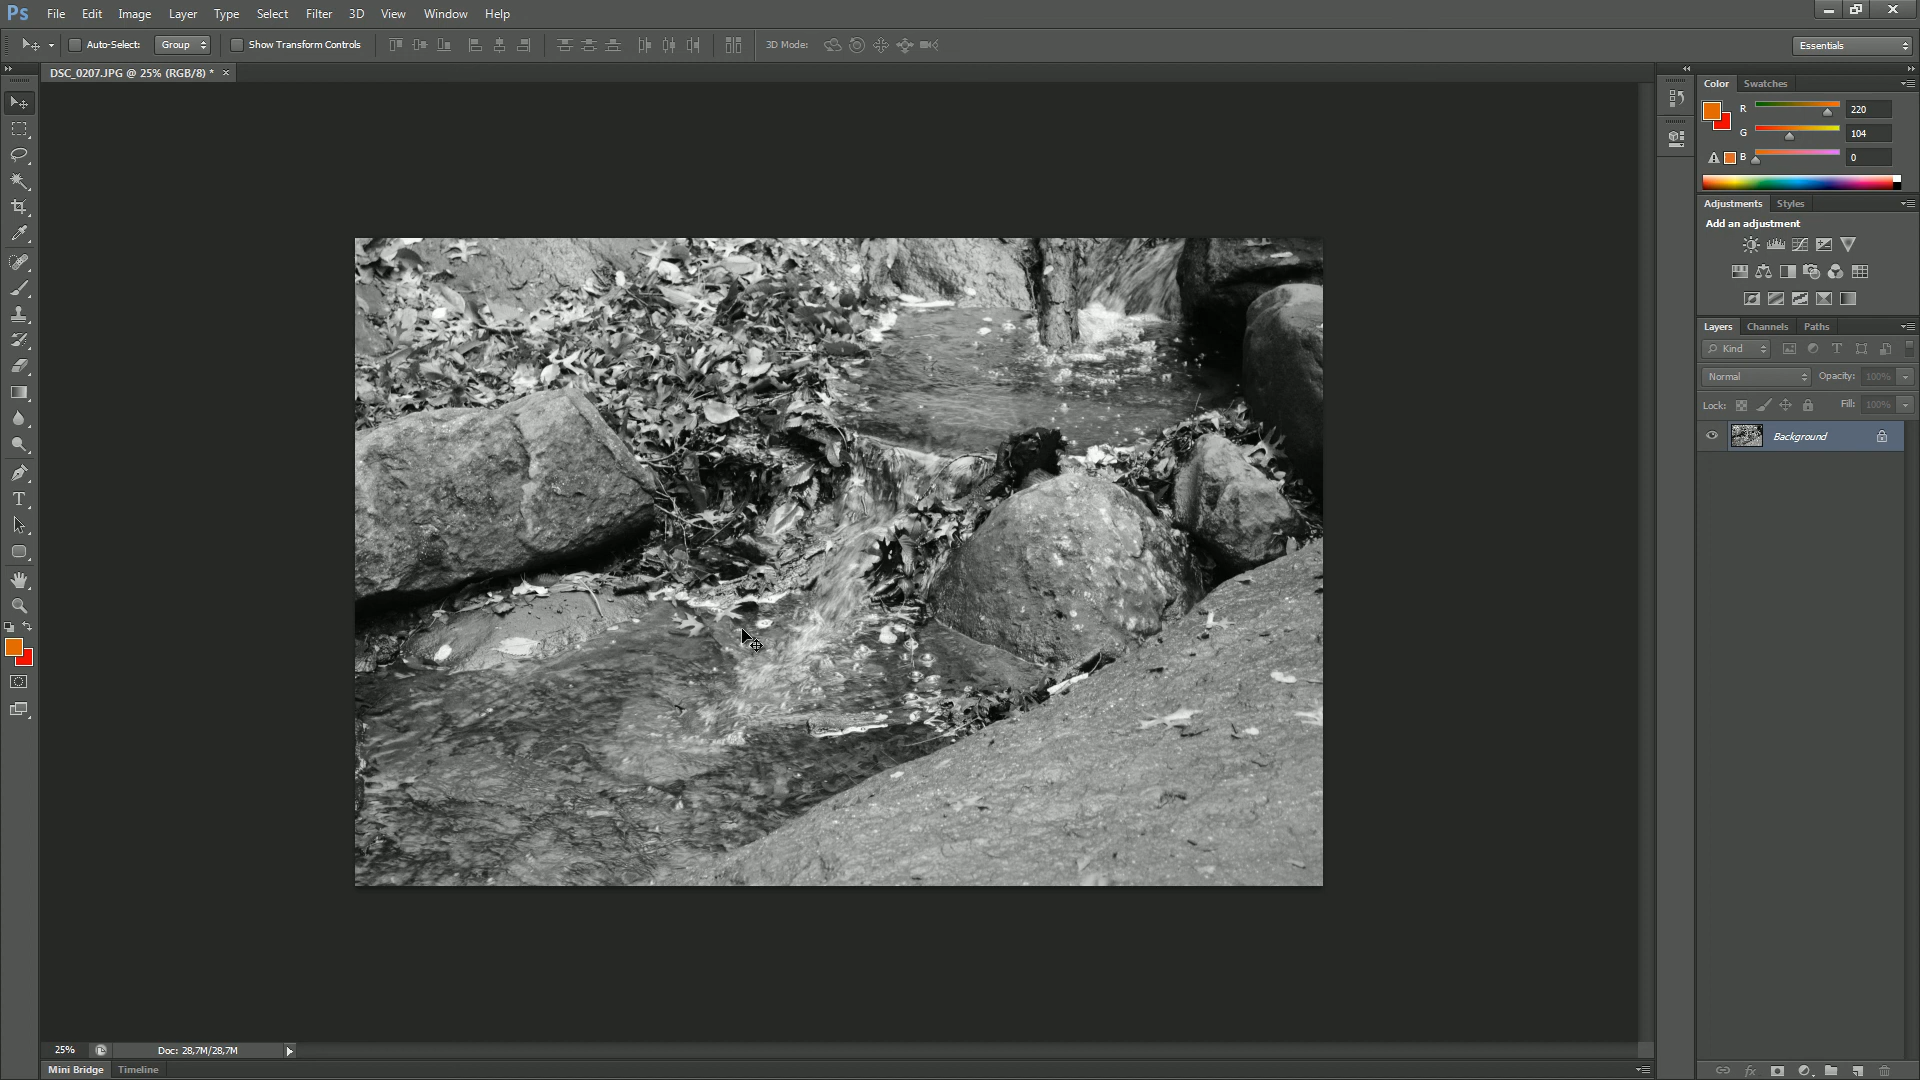 Ps File Edit Image Layer Type Select Filter 3D View Window Help
Auto-Select: Group Show Transform Controls 3D Mode: Essentials
DSC_0207.JPG @ 25% (RGB/8) * ×
Color Swatches
R 220
G 104
B 0
Adjustments Styles
Add an adjustment
Layers Channels Paths
Kind T
Normal Opacity: 100%
Lock: Fill: 100%
Background
T
25% Doc: 28,7M/28,7M
Mini Bridge Timeline
fx